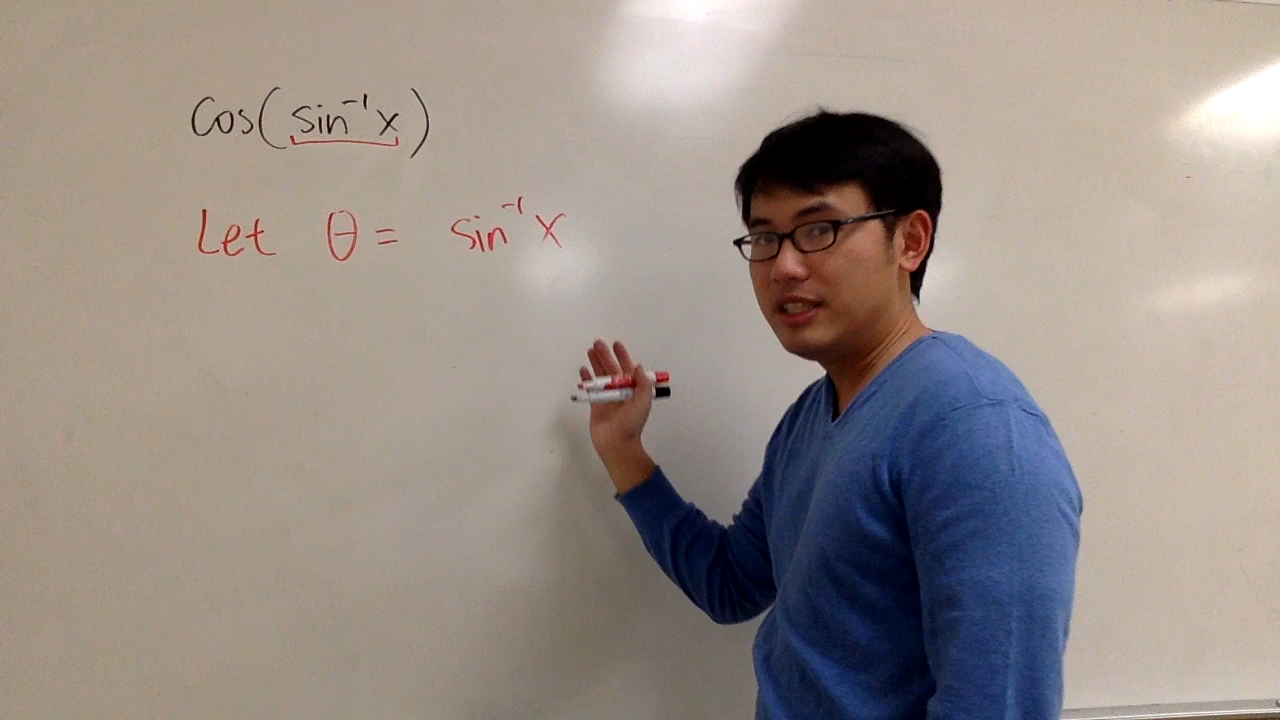 Cos(sin⁻¹x)
Let θ = sin⁻¹x